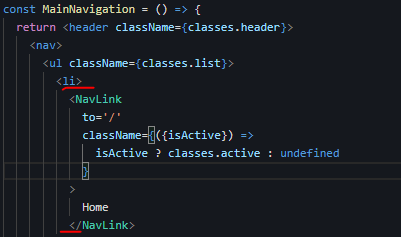 const MainNavigation = () => {
return <header className={classes.header}>
<nav>
<ul className={classes.list}>
<li>
<NavLink
to='/'
className={({isActive}) =>
isActive ? classes.active : undefined
}
>
Home
</NavLink>